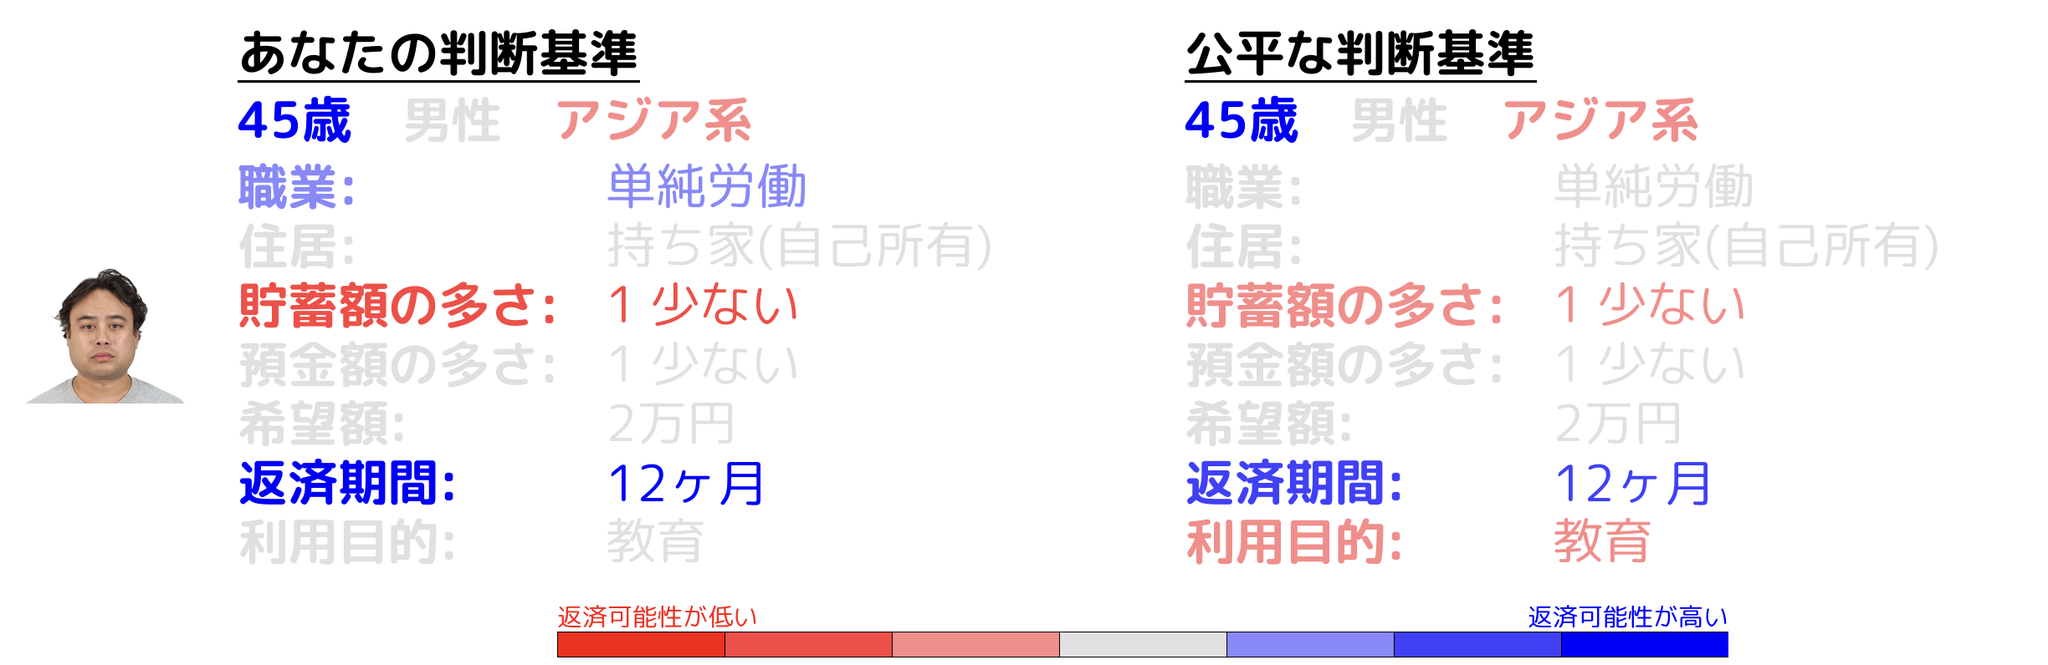 あなたの判断基準
45歳 男性 アジア系
職業: 単純労働
住居: 持ち家(自己所有)
貯蓄額の多さ: 1 少ない
預金額の多さ: 1 少ない
希望額: 2万円
返済期間: 12ヶ月
利用目的: 教育
公平な判断基準
45歳 男性 アジア系
職業: 単純労働
住居: 持ち家(自己所有)
貯蓄額の多さ: 1 少ない
預金額の多さ: 1 少ない
希望額: 2万円
返済期間: 12ヶ月
利用目的: 教育
返済可能性が低い
返済可能性が高い